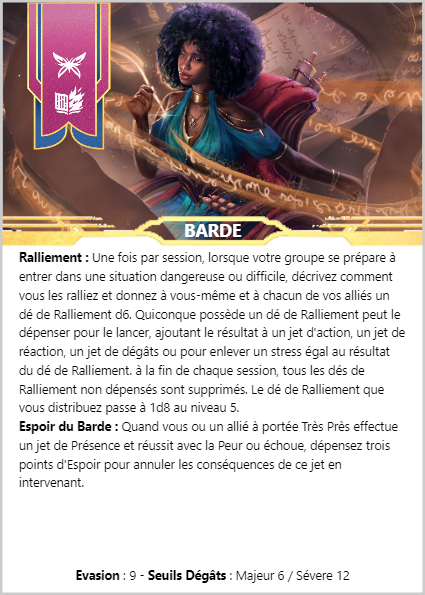 BARDE
Ralliement : Une fois par session, lorsque votre groupe se prépare à
entrer dans une situation dangereuse ou difficile, décrivez comment
vous les ralliez et donnez à vous-même et à chacun de vos alliés un
dé de Ralliement d6. Quiconque possède un dé de Ralliement peut le
dépenser pour le lancer, ajoutant le résultat à un jet d'action, un jet de
réaction, un jet de dégâts ou pour enlever un stress égal au résultat
du dé de Ralliement. à la fin de chaque session, tous les dés de
Ralliement non dépensés sont supprimés. Le dé de Ralliement que
vous distribuez passe à 1d8 au niveau 5.
Espoir du Barde : Quand vous ou un allié à portée Très Près effectue
un jet de Présence et réussit avec la Peur ou échoue, dépensez trois
points d'Espoir pour annuler les conséquences de ce jet en
intervenant.
Evasion : 9 - Seuils Dégâts : Majeur 6 / Sévere 12